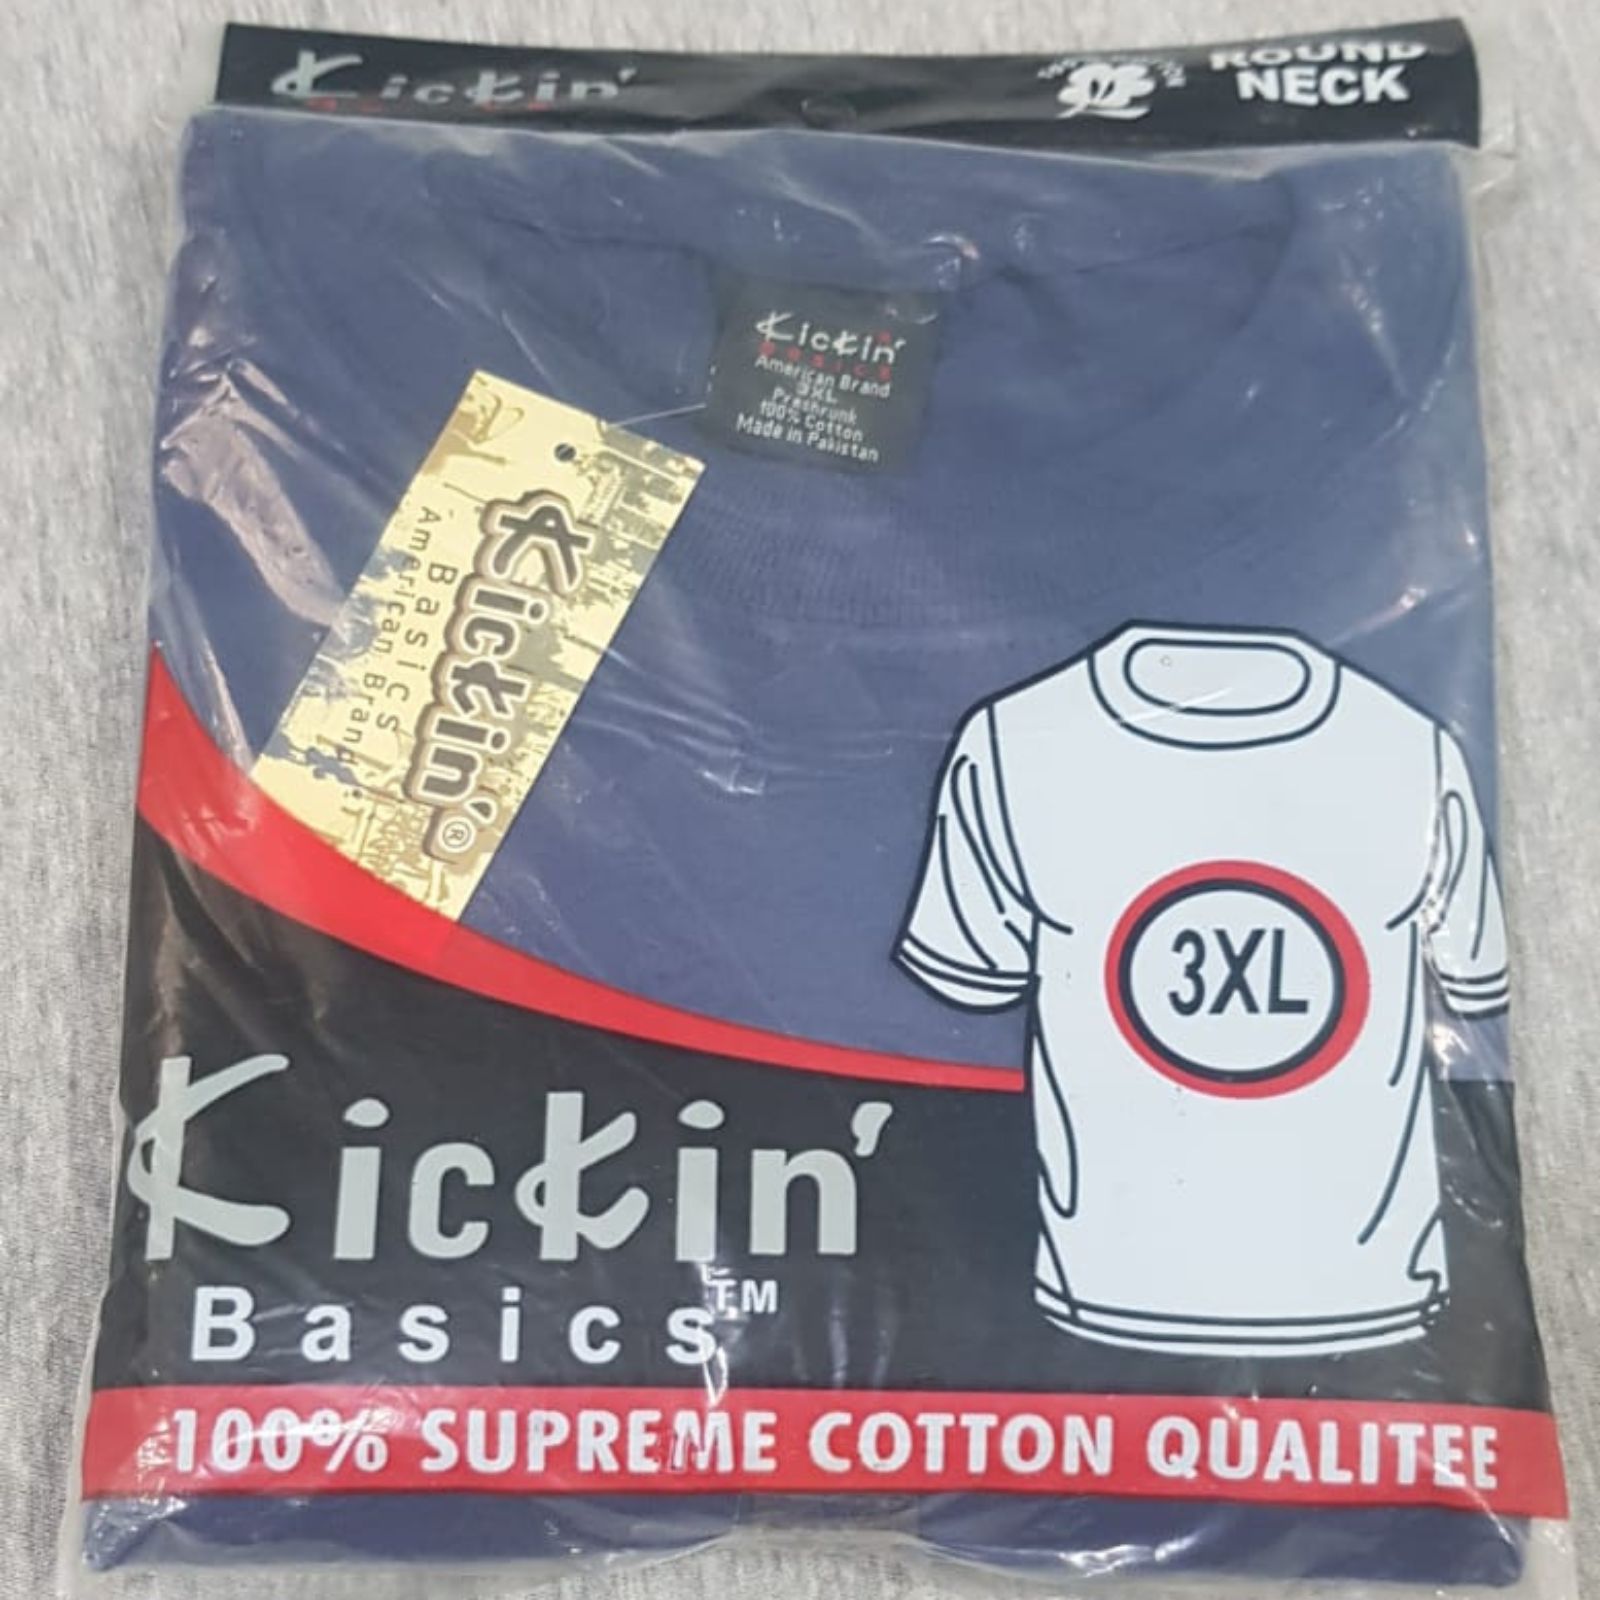 Kickin'
ROUND
NECK
Kickin'
Basics
American Brand
3XL
Preshrunk
100% Cotton
Made in Pakistan
Kickin'®
Basics
American Brand
3XL
Kickin'
Basics™
100% SUPREME COTTON QUALITEE